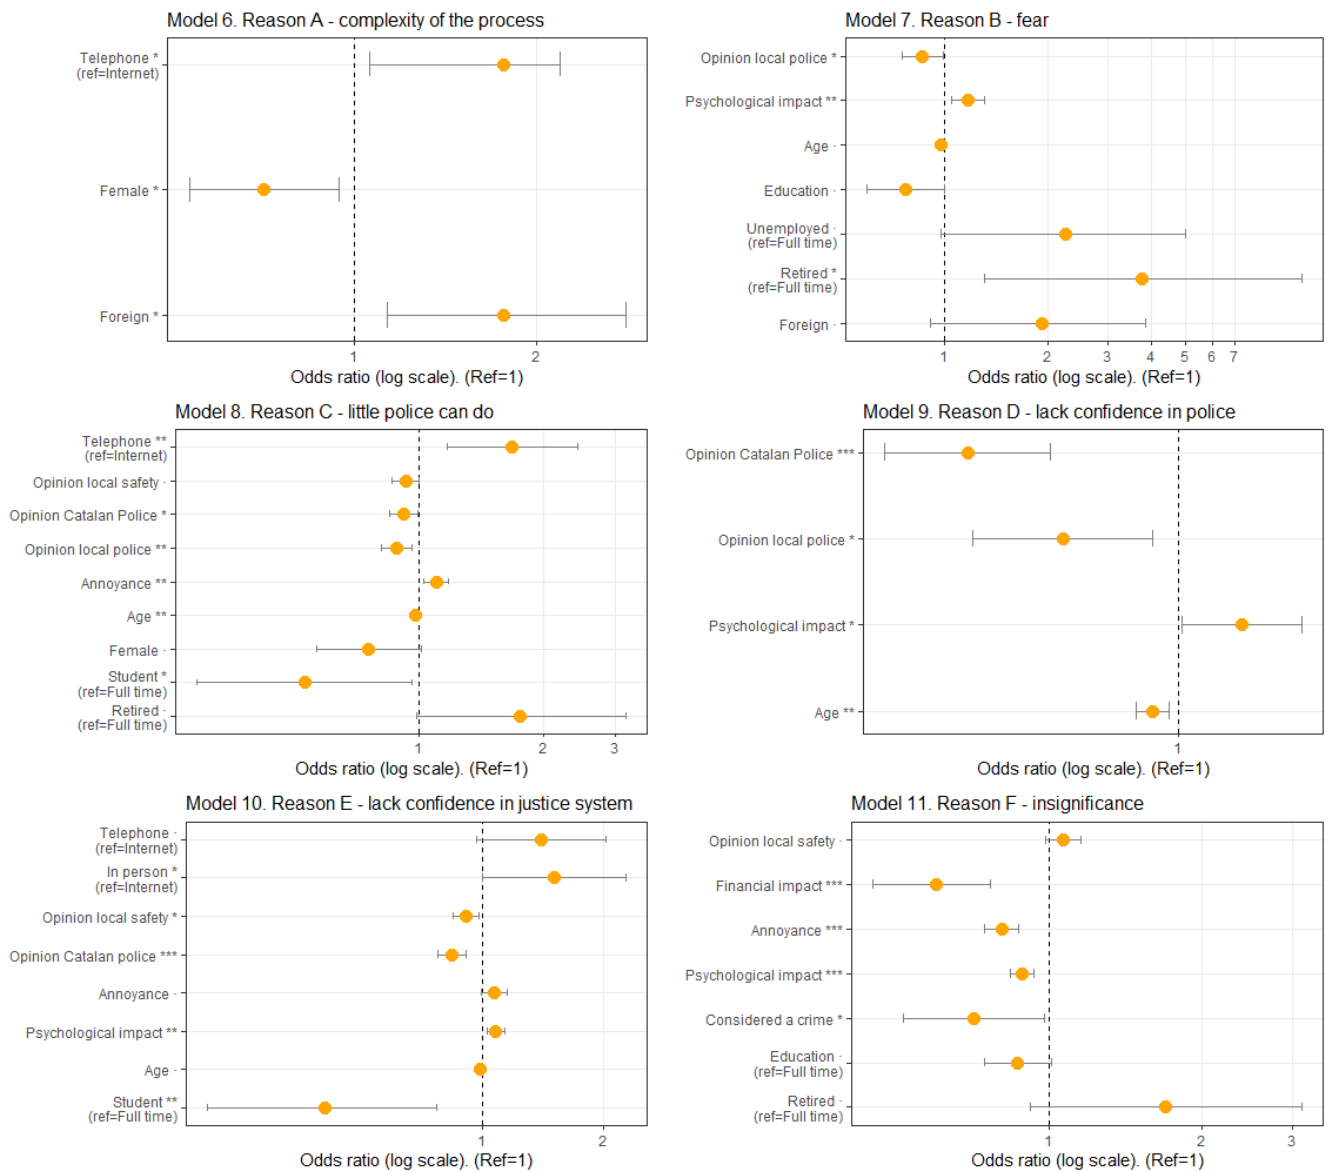 Model 6. Reason A - complexity of the process
Telephone *
(ref=Internet)
Female *
Foreign *
1
2
Odds ratio (log scale). (Ref=1)
Model 7. Reason B - fear
Opinion local police *
Psychological impact **
Age ·
Education ·
Unemployed ·
(ref=Full time)
Retired *
(ref=Full time)
Foreign ·
1
2
3
4
5
6
7
Odds ratio (log scale). (Ref=1)
Model 8. Reason C - little police can do
Telephone **
(ref=Internet)
Opinion local safety ·
Opinion Catalan Police *
Opinion local police **
Annoyance **
Age **
Female ·
Student *
(ref=Full time)
Retired ·
(ref=Full time)
1
2
3
Odds ratio (log scale). (Ref=1)
Model 9. Reason D - lack confidence in police
Opinion Catalan Police ***
Opinion local police *
Psychological impact *
Age **
1
Odds ratio (log scale). (Ref=1)
Model 10. Reason E - lack confidence in justice system
Telephone ·
(ref=Internet)
In person *
(ref=Internet)
Opinion local safety *
Opinion Catalan police ***
Annoyance ·
Psychological impact **
Age ·
Student **
(ref=Full time)
1
2
Odds ratio (log scale). (Ref=1)
Model 11. Reason F - insignificance
Opinion local safety ·
Financial impact ***
Annoyance ***
Psychological impact ***
Considered a crime *
Education ·
(ref=Full time)
Retired ·
(ref=Full time)
1
2
3
Odds ratio (log scale). (Ref=1)